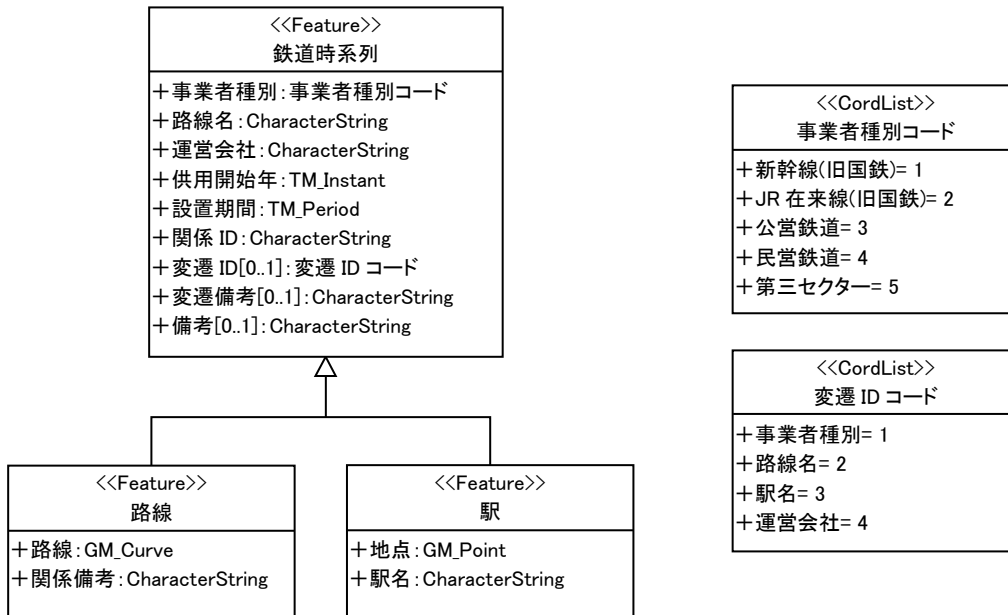 <<Feature>>
鉄道時系列
+事業者種別:事業者種別コード
+路線名:CharacterString
+運営会社:CharacterString
+供用開始年:TM_Instant
+設置期間:TM_Period
+関係 ID:CharacterString
+変遷 ID[0..1]:変遷 ID コード
+変遷備考[0..1]:CharacterString
+備考[0..1]:CharacterString
<<CordList>>
事業者種別コード
+新幹線(旧国鉄)= 1
+JR 在来線(旧国鉄)= 2
+公営鉄道= 3
+民営鉄道= 4
+第三セクター= 5
<<CordList>>
変遷 ID コード
+事業者種別= 1
+路線名= 2
+駅名= 3
+運営会社= 4
<<Feature>>
路線
+路線:GM_Curve
+関係備考:CharacterString
<<Feature>>
駅
+地点:GM_Point
+駅名:CharacterString